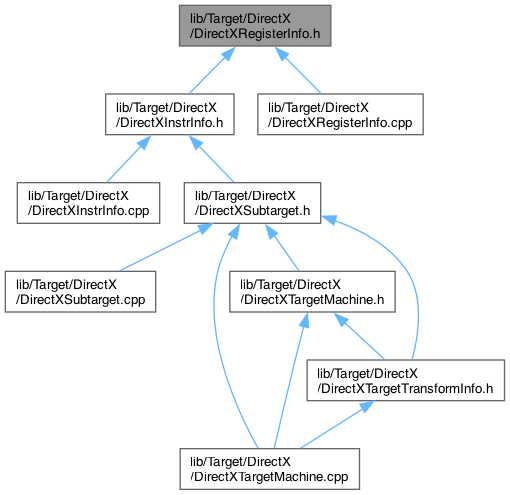 lib/Target/DirectX
/DirectXRegisterInfo.h
lib/Target/DirectX
/DirectXInstrInfo.h
lib/Target/DirectX
/DirectXRegisterInfo.cpp
lib/Target/DirectX
/DirectXInstrInfo.cpp
lib/Target/DirectX
/DirectXSubtarget.h
lib/Target/DirectX
/DirectXSubtarget.cpp
lib/Target/DirectX
/DirectXTargetMachine.h
lib/Target/DirectX
/DirectXTargetTransformInfo.h
lib/Target/DirectX
/DirectXTargetMachine.cpp